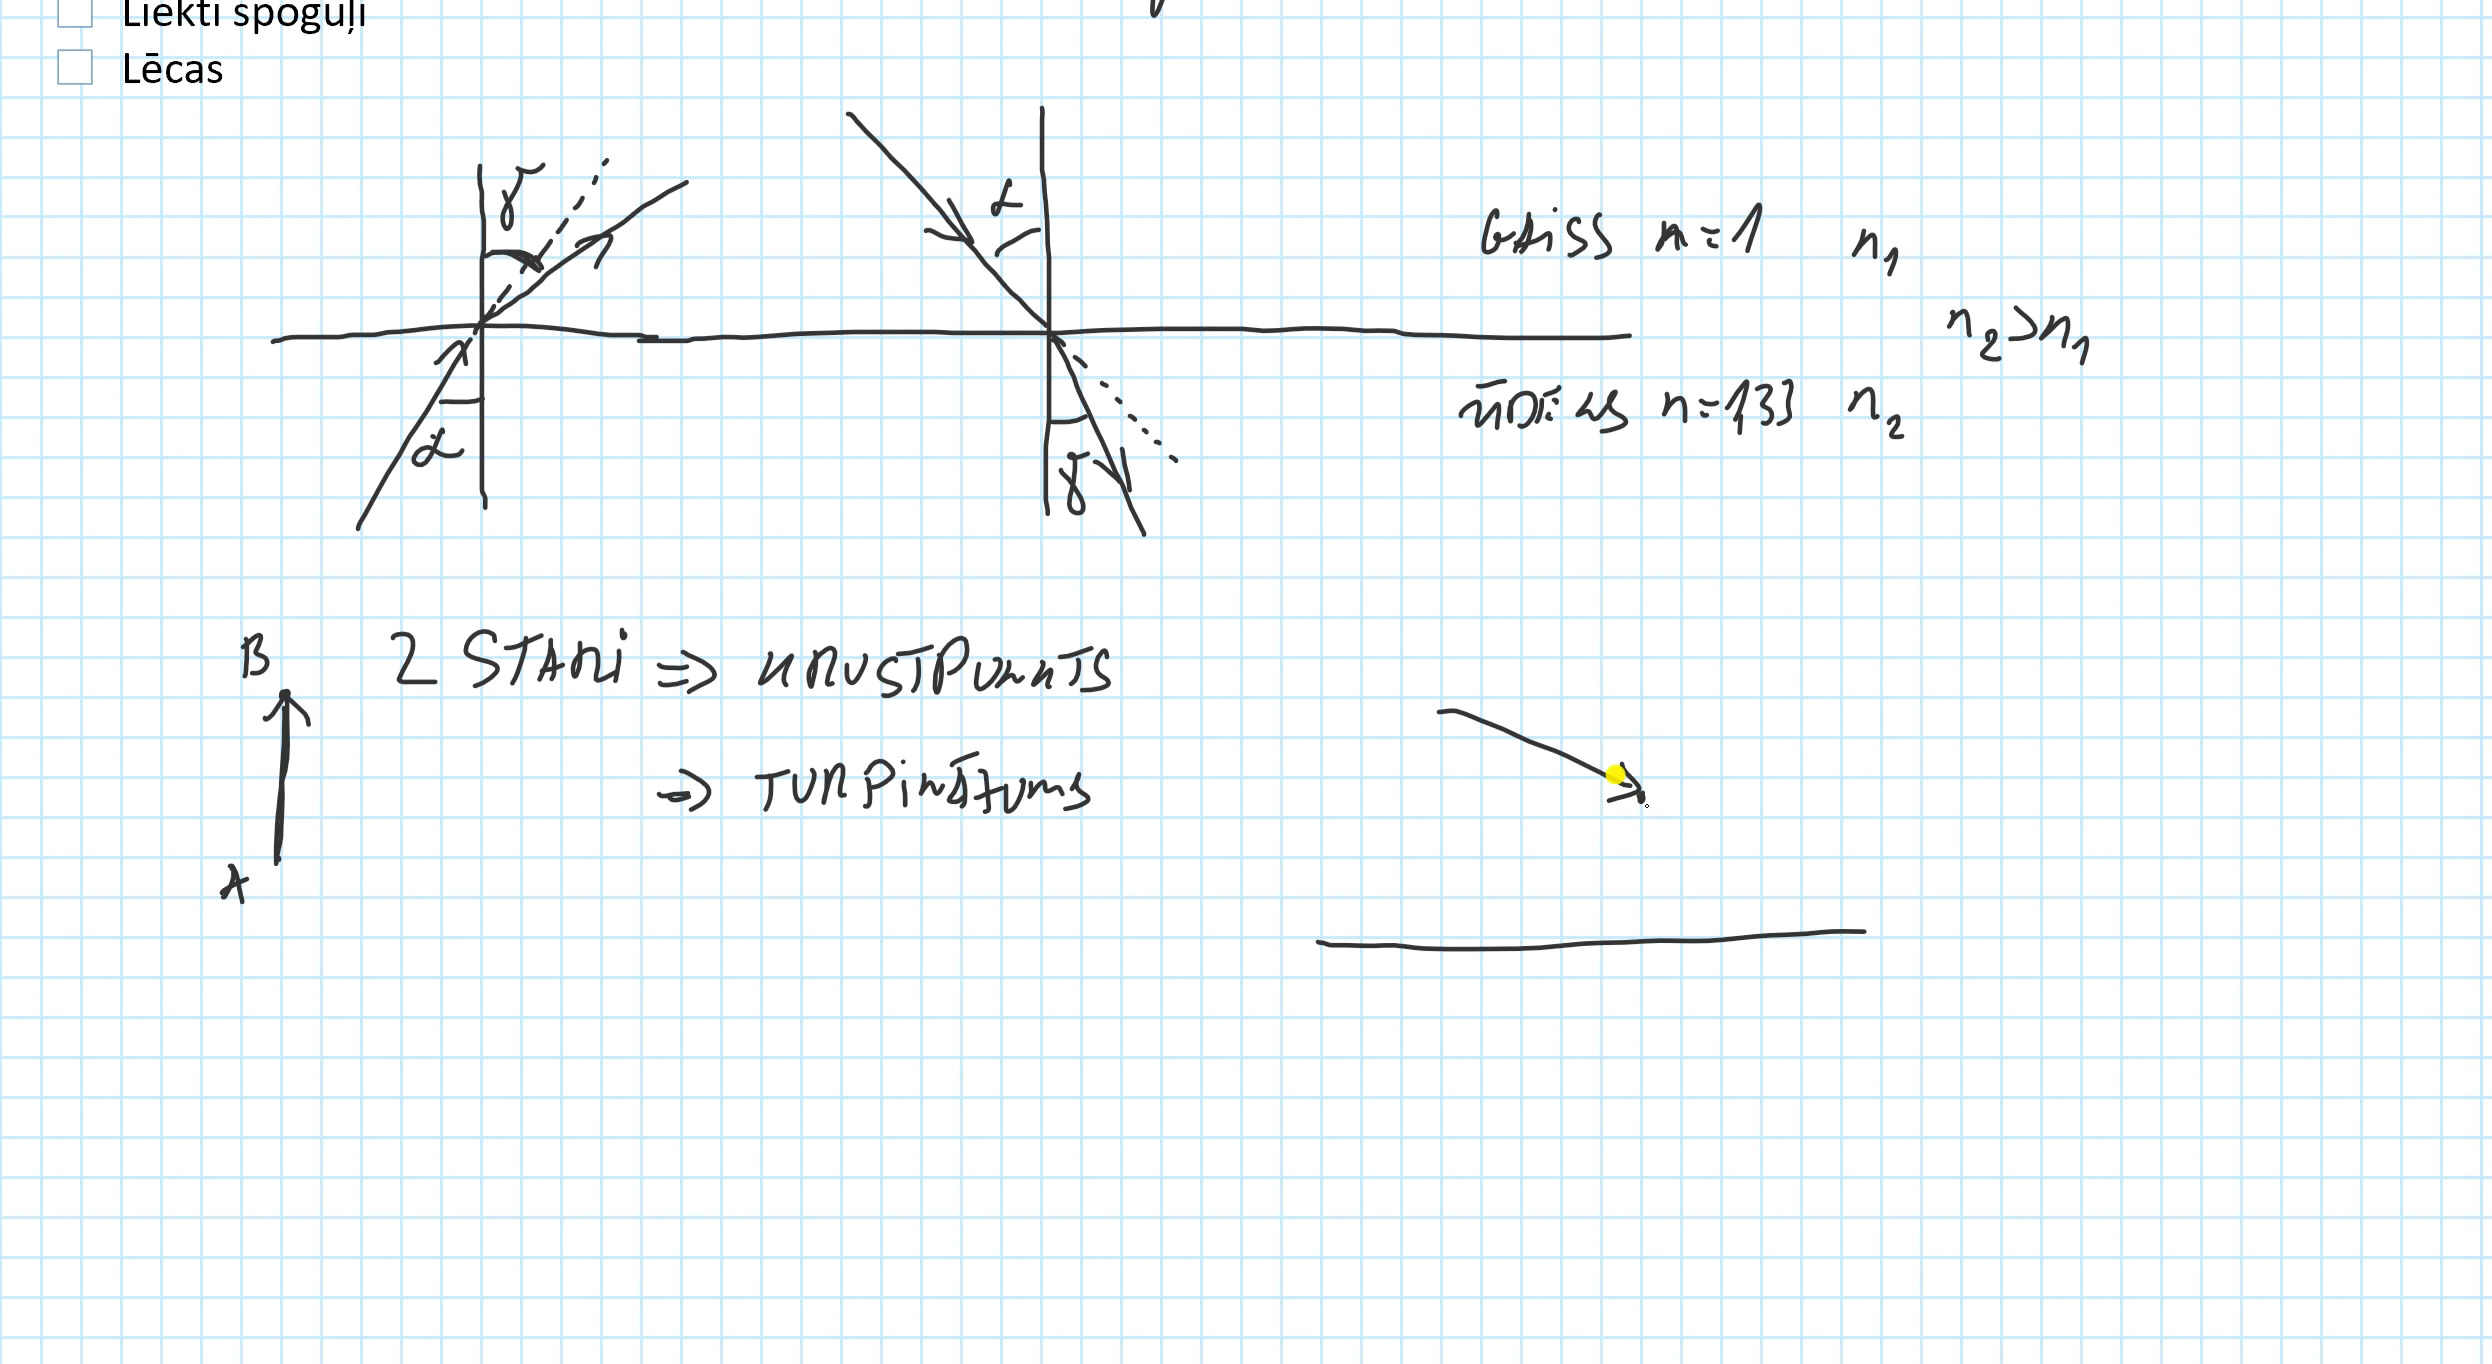 Liekti spoguļi
Lēcas
γ
α
GAISS n=1 n₁
n₂>n₁
ŪDENS n=1,33 n₂
α
γ
B 2 STARI ⇒ KRUSTPUNKTS
⇒ TURPINĀJUMS
A